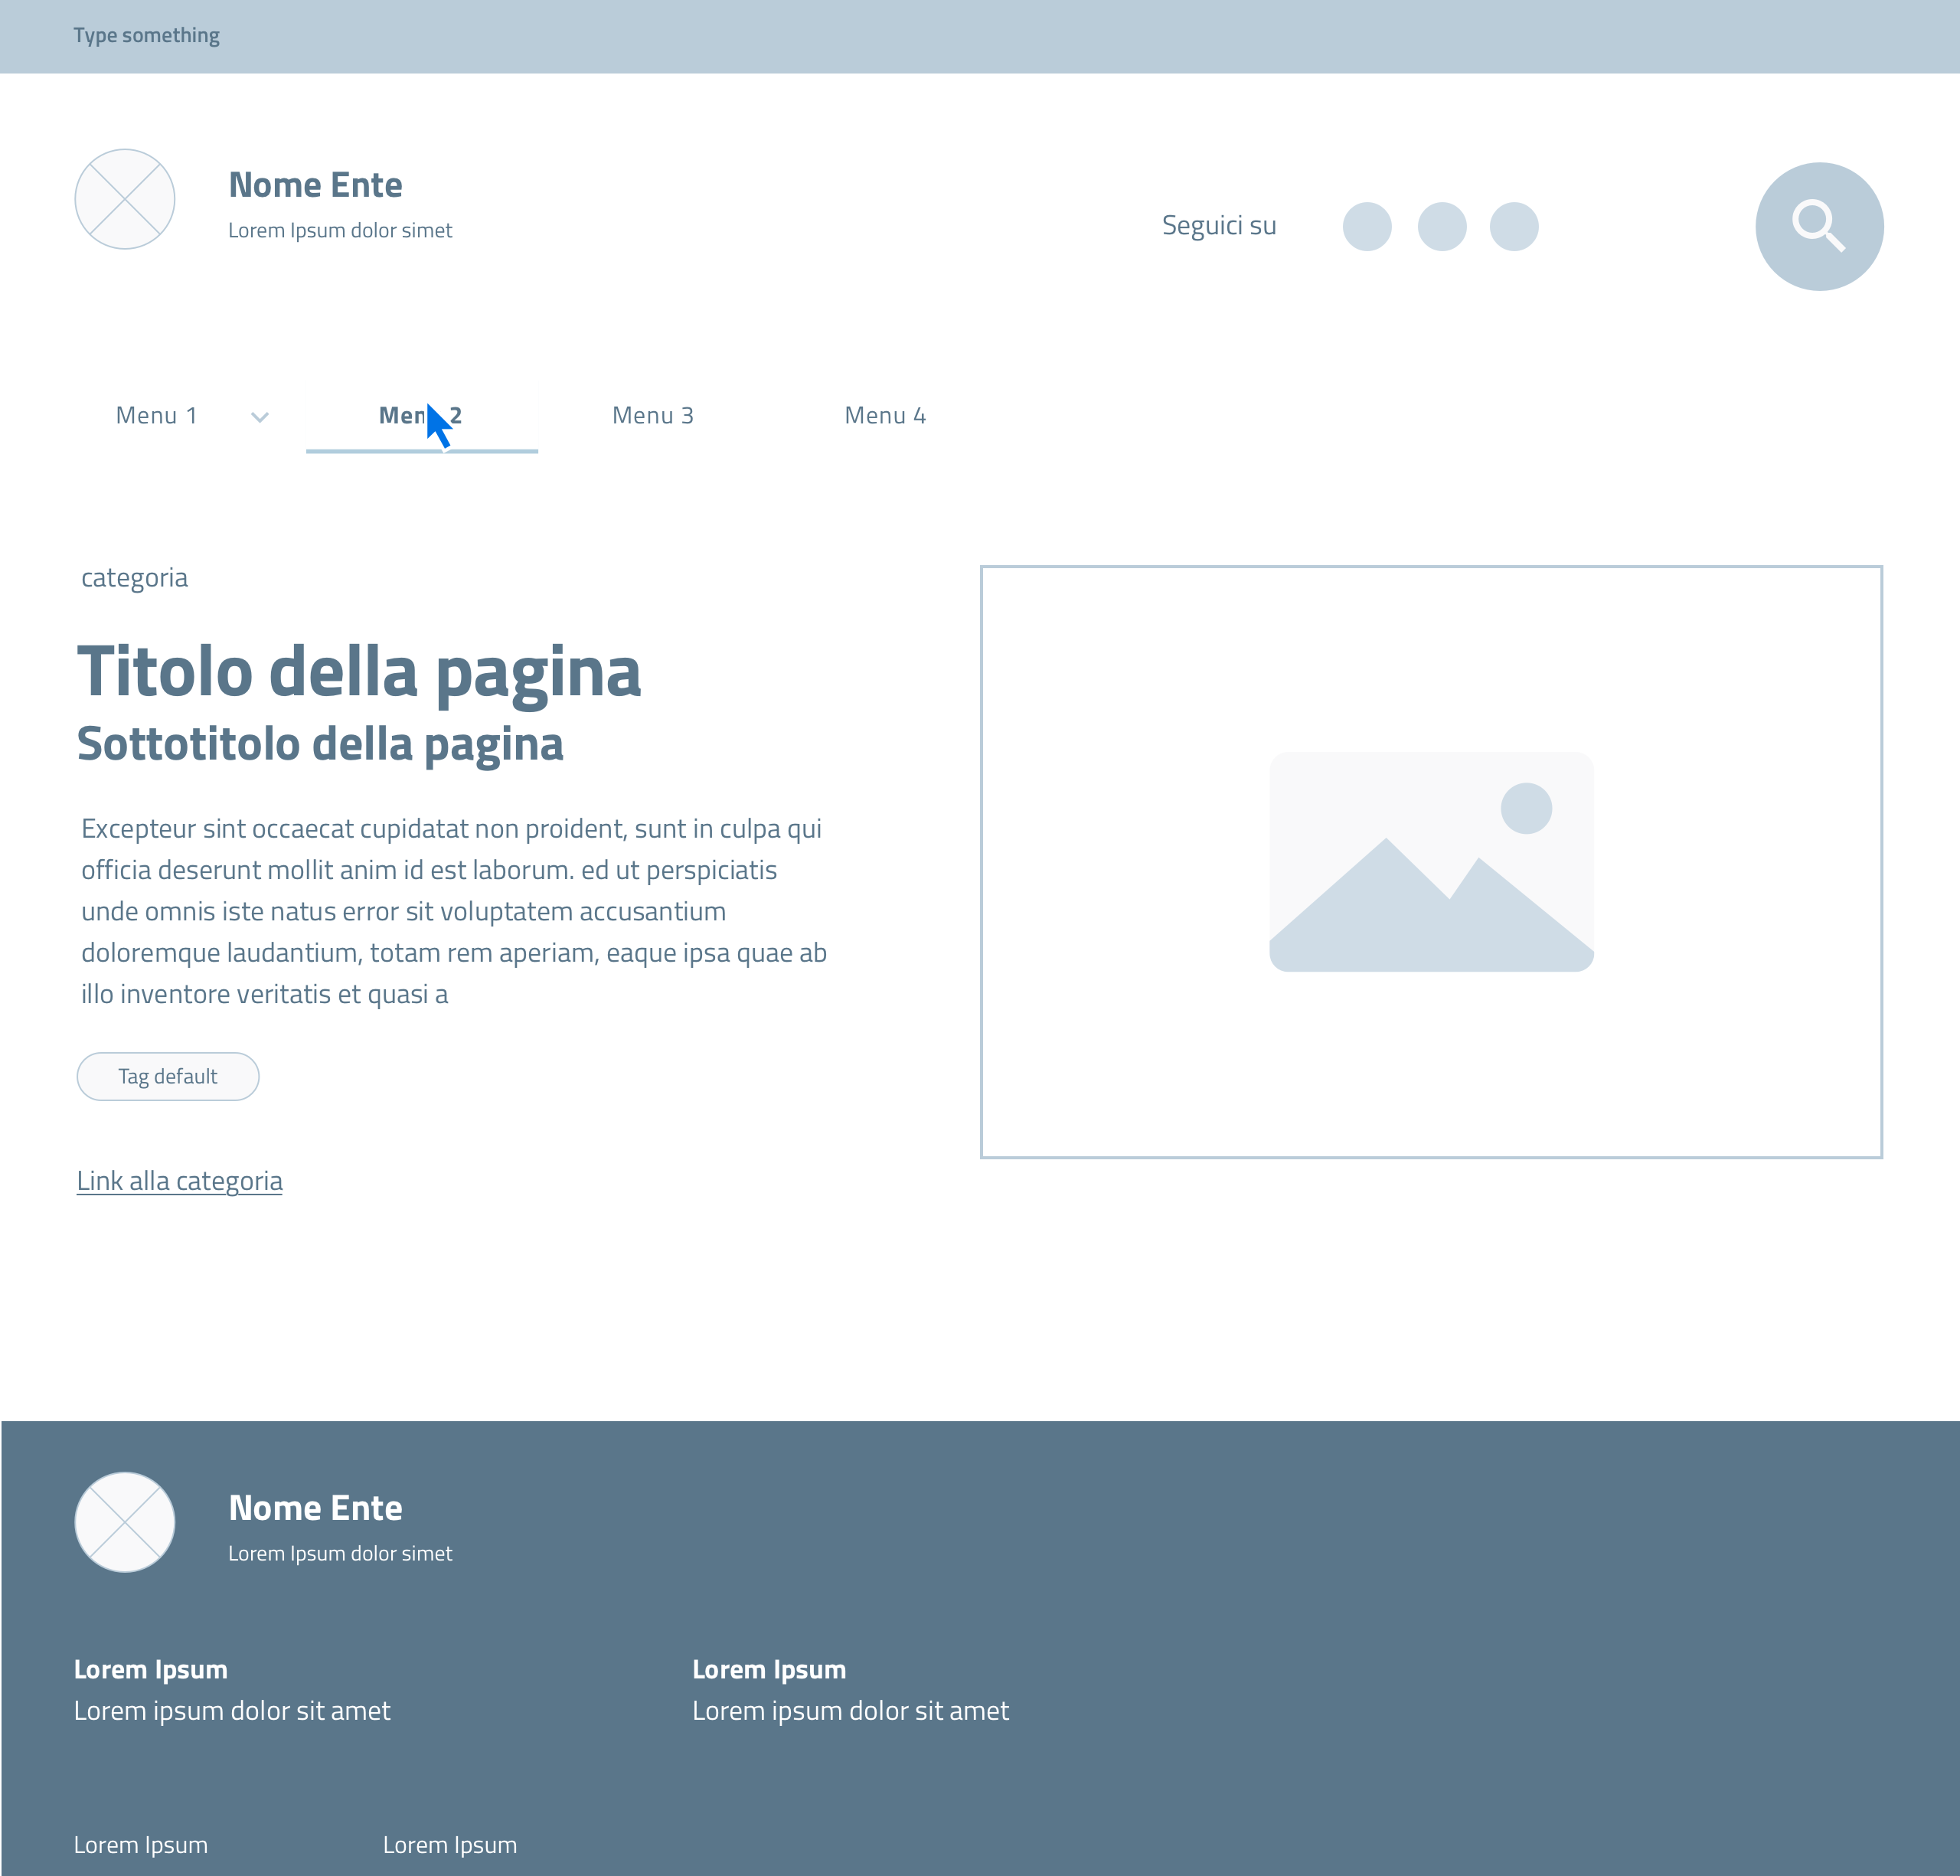 Type something
Nome Ente
Lorem Ipsum dolor simet
Seguici su
Menu 1
Menu 2
Menu 3
Menu 4
categoria
Titolo della pagina
Sottotitolo della pagina
Excepteur sint occaecat cupidatat non proident, sunt in culpa qui
officia deserunt mollit anim id est laborum. ed ut perspiciatis
unde omnis iste natus error sit voluptatem accusantium
doloremque laudantium, totam rem aperiam, eaque ipsa quae ab
illo inventore veritatis et quasi a
Tag default
Link alla categoria
Nome Ente
Lorem Ipsum dolor simet
Lorem Ipsum
Lorem ipsum dolor sit amet
Lorem Ipsum
Lorem ipsum dolor sit amet
Lorem Ipsum
Lorem Ipsum